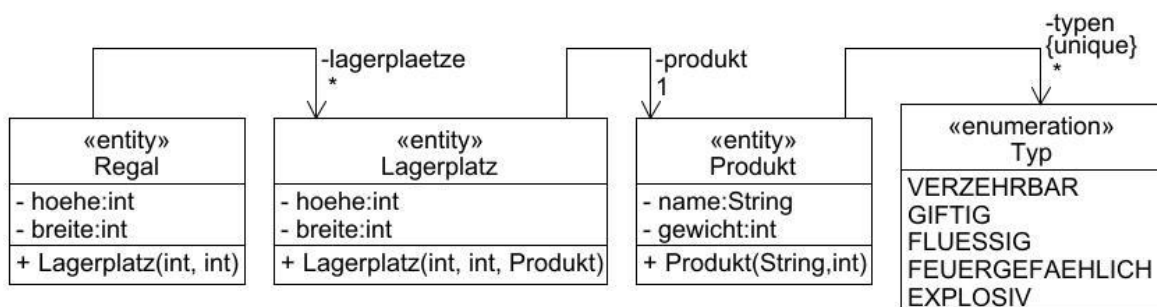 -lagerplaetze
*
-produkt
1
-typen
{unique}
*
«entity»
Regal
- hoehe:int
- breite:int
+ Lagerplatz(int, int)
«entity»
Lagerplatz
- hoehe:int
- breite:int
+ Lagerplatz(int, int, Produkt)
«entity»
Produkt
- name:String
- gewicht:int
+ Produkt(String,int)
«enumeration»
Typ
VERZEHRBAR
GIFTIG
FLUESSIG
FEUERGEFAEHLICH
EXPLOSIV